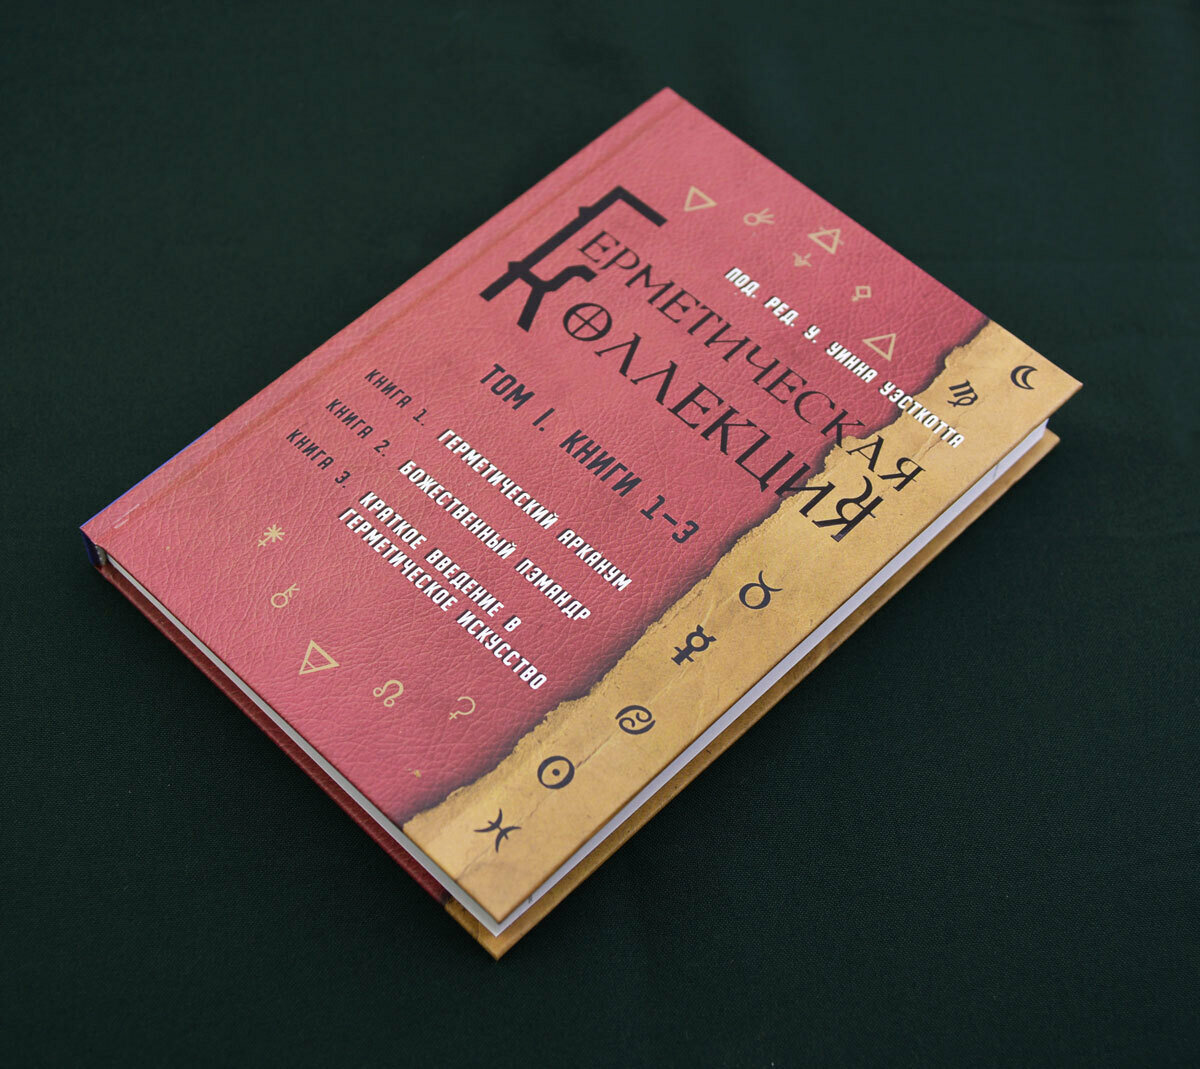 ПОД. РЕД. У. УИННА УЭСТКОТТА
ГЕРМЕТИЧЕСКАЯ
КОЛЛЕКЦИЯ
ТОМ I. КНИГИ 1–3
КНИГА 1. ГЕРМЕТИЧЕСКИЙ АРКАНУМ
КНИГА 2. БОЖЕСТВЕННЫЙ ПЭМАНДР
КНИГА 3. КРАТКОЕ ВВЕДЕНИЕ В
ГЕРМЕТИЧЕСКОЕ ИСКУССТВО